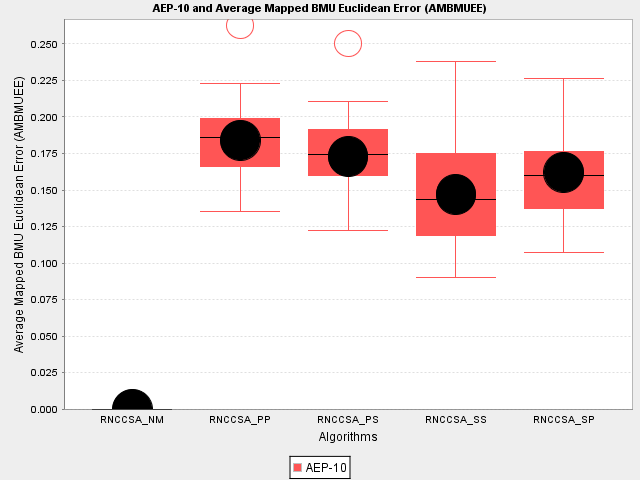 AEP-10 and Average Mapped BMU Euclidean Error (AMBMUEE)
Average Mapped BMU Euclidean Error (AMBMUEE)
0.250
0.225
0.200
0.175
0.150
0.125
0.100
0.075
0.050
0.025
0.000
RNCCSA_NM RNCCSA_PP RNCCSA_PS RNCCSA_SS RNCCSA_SP
Algorithms
AEP-10